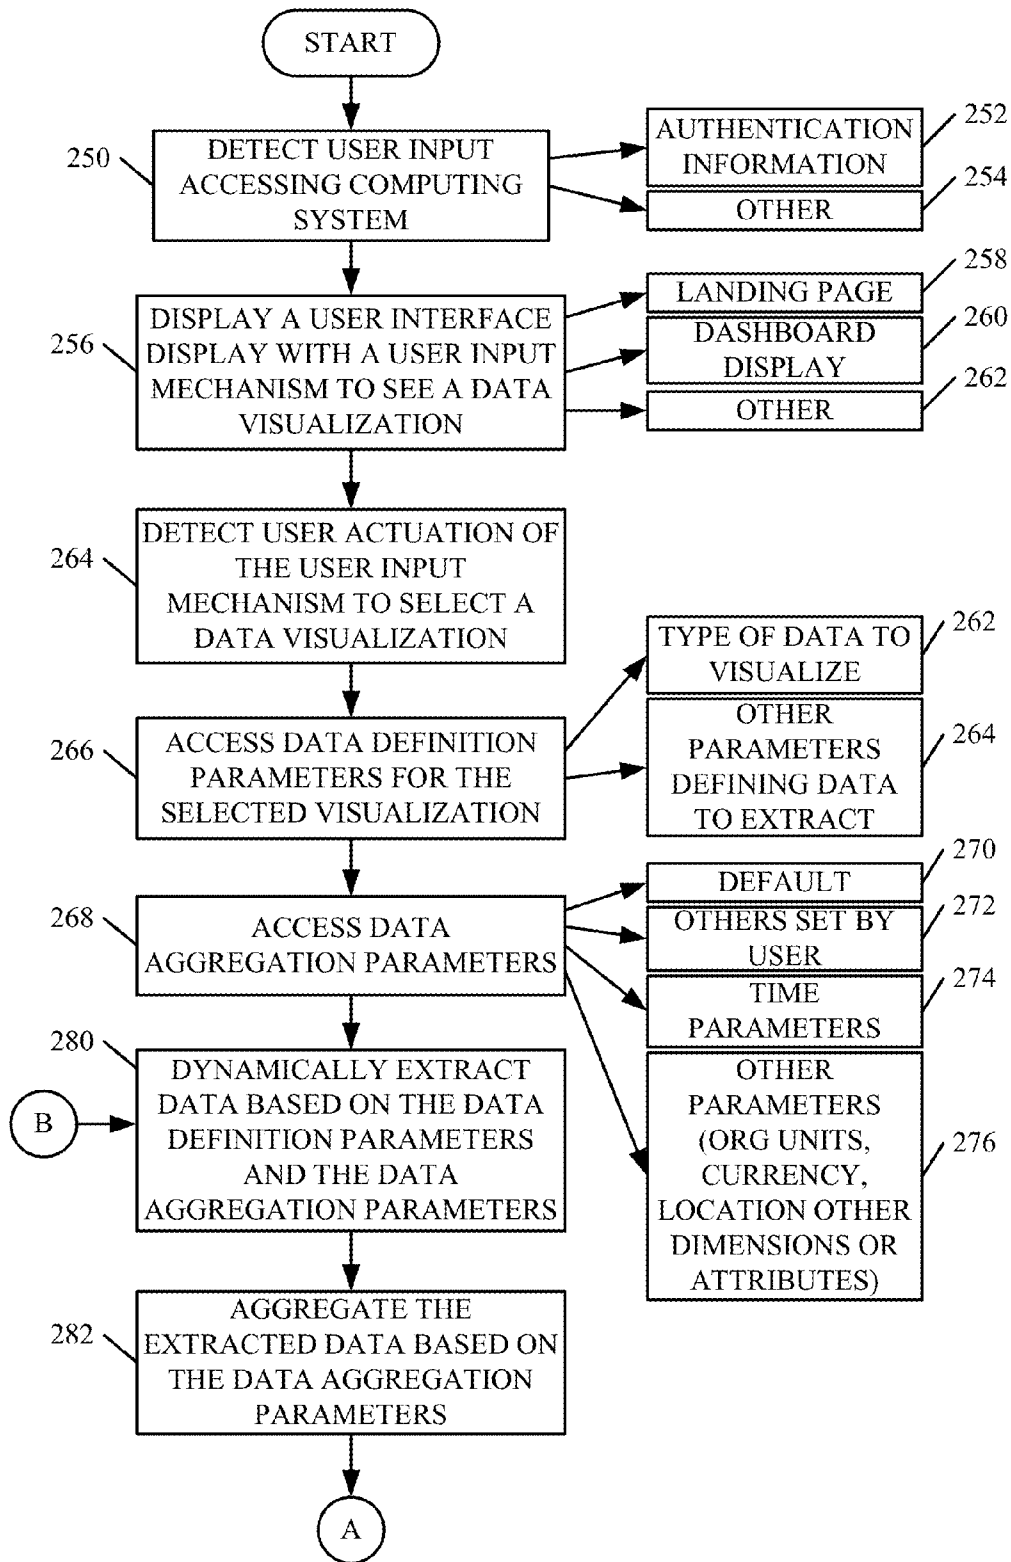 START
250
DETECT USER INPUT
ACCESSING COMPUTING
SYSTEM
AUTHENTICATION
INFORMATION
252
OTHER
254
256
DISPLAY A USER INTERFACE
DISPLAY WITH A USER INPUT
MECHANISM TO SEE A DATA
VISUALIZATION
LANDING PAGE
258
DASHBOARD
DISPLAY
260
OTHER
262
264
DETECT USER ACTUATION OF
THE USER INPUT
MECHANISM TO SELECT A
DATA VISUALIZATION
266
ACCESS DATA DEFINITION
PARAMETERS FOR THE
SELECTED VISUALIZATION
TYPE OF DATA TO
VISUALIZE
262
OTHER
PARAMETERS
DEFINING DATA
TO EXTRACT
264
268
ACCESS DATA
AGGREGATION PARAMETERS
DEFAULT
270
OTHERS SET BY
USER
272
TIME
PARAMETERS
274
OTHER
PARAMETERS
(ORG UNITS,
CURRENCY,
LOCATION OTHER
DIMENSIONS OR
ATTRIBUTES)
276
280
B
DYNAMICALLY EXTRACT
DATA BASED ON THE DATA
DEFINITION PARAMETERS
AND THE DATA
AGGREGATION PARAMETERS
282
AGGREGATE THE
EXTRACTED DATA BASED ON
THE DATA AGGREGATION
PARAMETERS
A